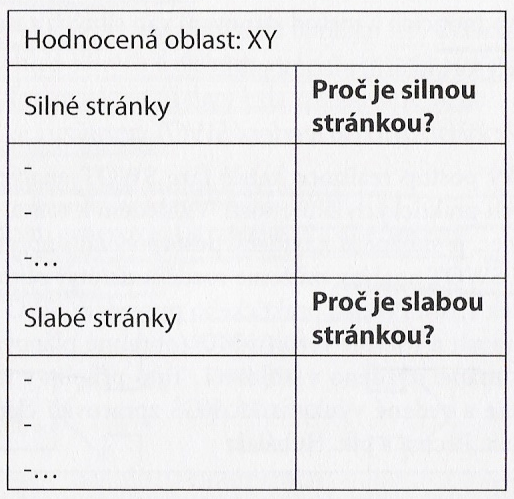 Hodnocená oblast: XY
Silné stránky
Proč je silnou
stránkou?
-
-
-…
Slabé stránky
Proč je slabou
stránkou?
-
-
-…